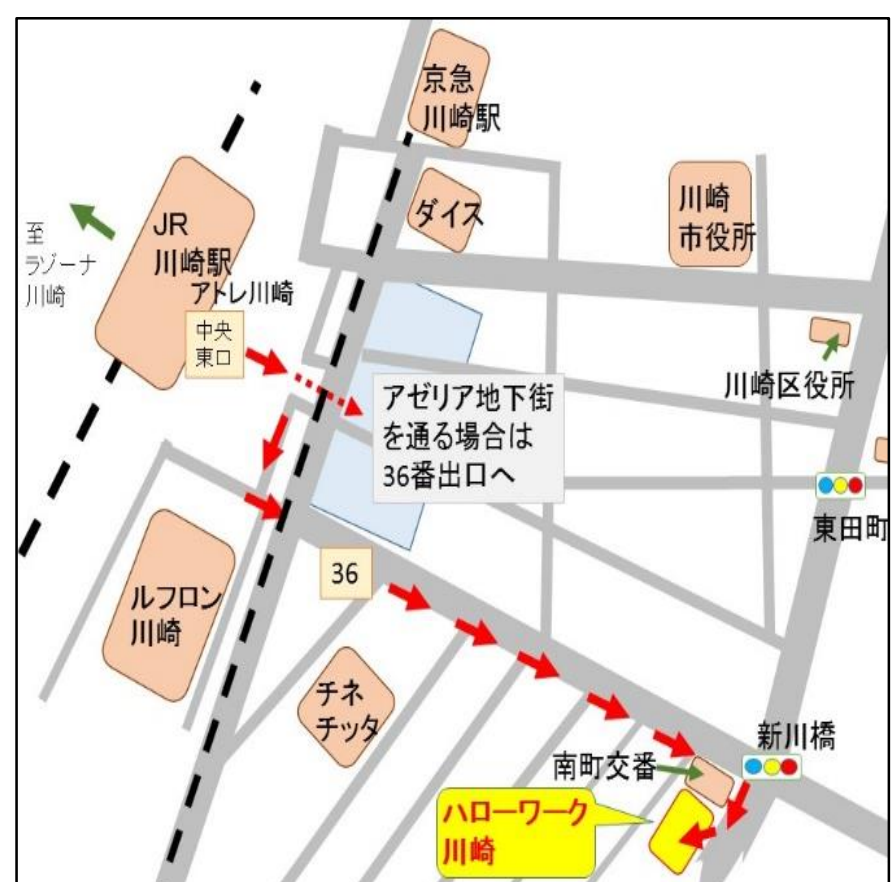 京急
川崎駅
ダイス
川崎
市役所
JR
川崎駅
アトレ川崎
至
ラゾーナ
川崎
中央
東口
川崎区役所
アゼリア地下街
を通る場合は
36番出口へ
東田町
36
ルフロン
川崎
チネ
チッタ
新川橋
南町交番
ハローワーク
川崎